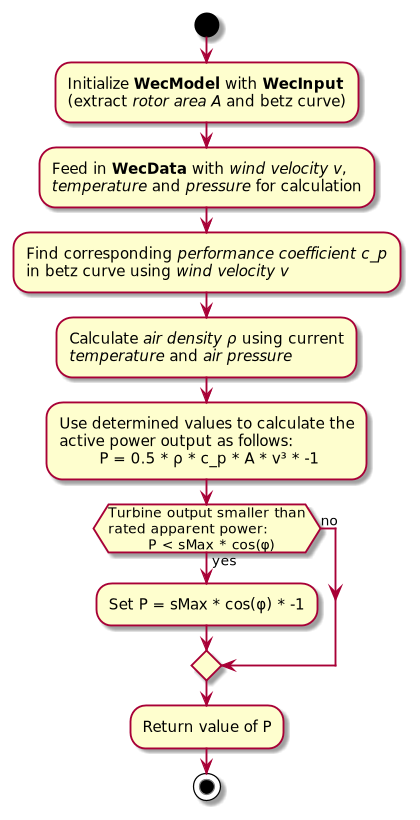 Initialize WecModel with WecInput
(extract rotor area A and betz curve)
Feed in WecData with wind velocity v,
temperature and pressure for calculation
Find corresponding performance coefficient c_p
in betz curve using wind velocity v
Calculate air density ρ using current
temperature and air pressure
Use determined values to calculate the
active power output as follows:
P = 0.5 * ρ * c_p * A * v³ * -1
Turbine output smaller than
rated apparent power:
P < sMax * cos(φ)
no
yes
Set P = sMax * cos(φ) * -1
Return value of P